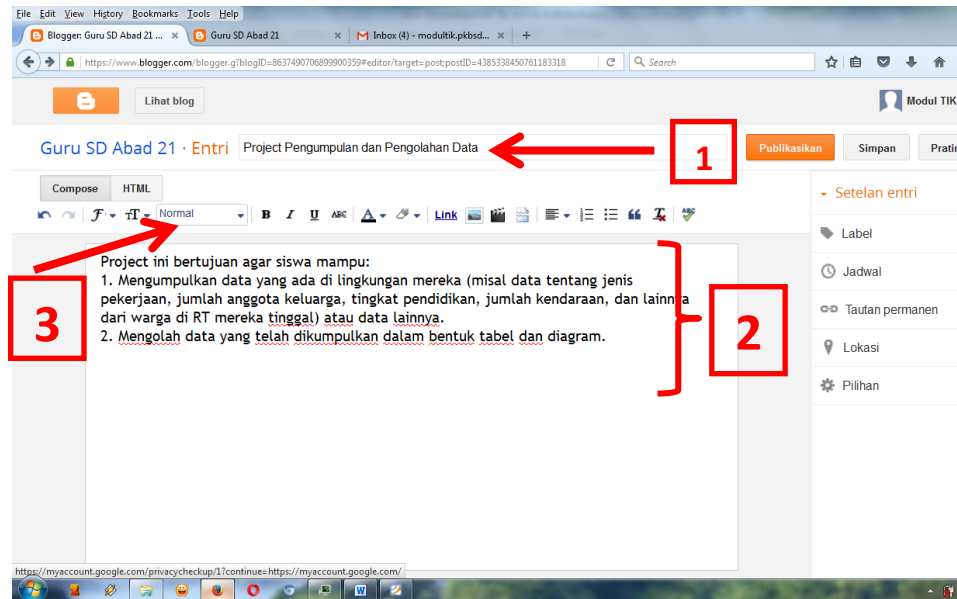 File Edit View History Bookmarks Tools Help
Blogger: Guru SD Abad 21 ... × Guru SD Abad 21 × Inbox (4) - modultik.pkbsd... × +
https://www.blogger.com/blogger.g?blogID=8637490706899900359#editor/target=post;postID=4385338450761183318 Search
Lihat blog Modul TIK
Guru SD Abad 21 · Entri Project Pengumpulan dan Pengolahan Data 1 Publikasikan Simpan Pratin
Compose HTML Setelan entri
Normal B I U ABC A Link
Label
Project ini bertujuan agar siswa mampu:
1. Mengumpulkan data yang ada di lingkungan mereka (misal data tentang jenis
pekerjaan, jumlah anggota keluarga, tingkat pendidikan, jumlah kendaraan, dan lainnya
dari warga di RT mereka tinggal) atau data lainnya.
2. Mengolah data yang telah dikumpulkan dalam bentuk tabel dan diagram.
3
2
Jadwal
Tautan permanen
Lokasi
Pilihan
https://myaccount.google.com/privacycheckup/1?continue=https://myaccount.google.com/